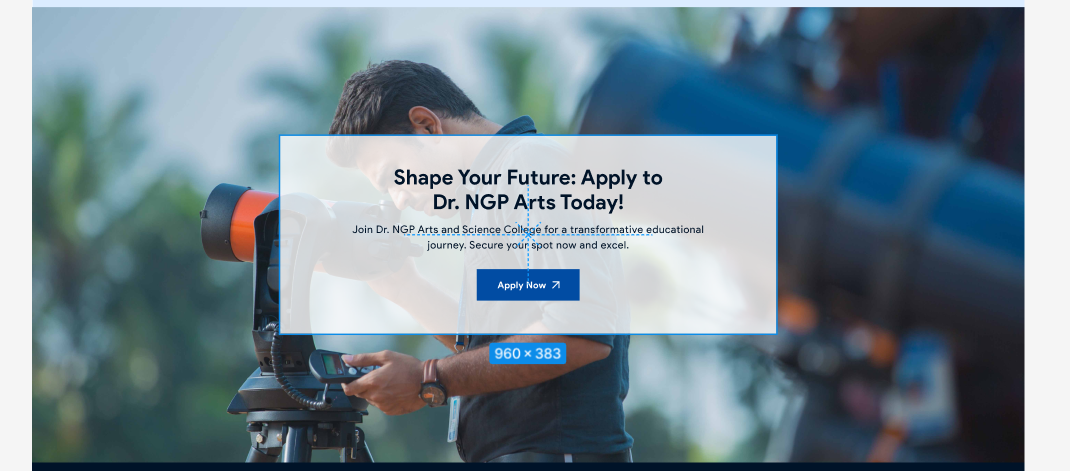 Shape Your Future: Apply to
Dr. NGP Arts Today!
Join Dr. NGP Arts and Science College for a transformative educational
journey. Secure your spot now and excel.
Apply Now
960 × 383